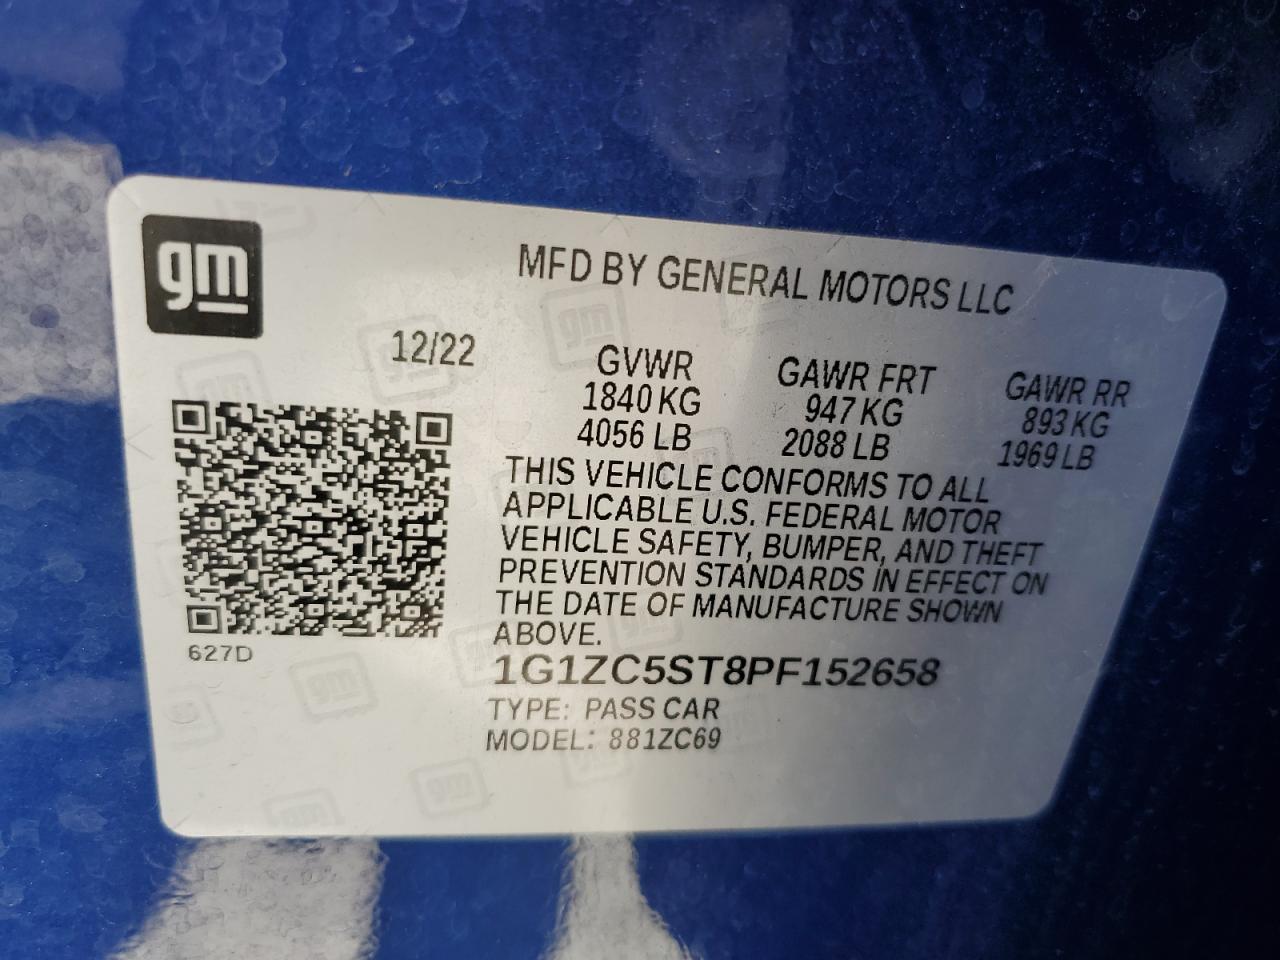 gm
MFD BY GENERAL MOTORS LLC
12/22
GVWR GAWR FRT GAWR RR
1840 KG 947 KG 893 KG
4056 LB 2088 LB 1969 LB
THIS VEHICLE CONFORMS TO ALL
APPLICABLE U.S. FEDERAL MOTOR
VEHICLE SAFETY, BUMPER, AND THEFT
PREVENTION STANDARDS IN EFFECT ON
THE DATE OF MANUFACTURE SHOWN
ABOVE.
627D
1G1ZC5ST8PF152658
TYPE: PASS CAR
MODEL: 881ZC69